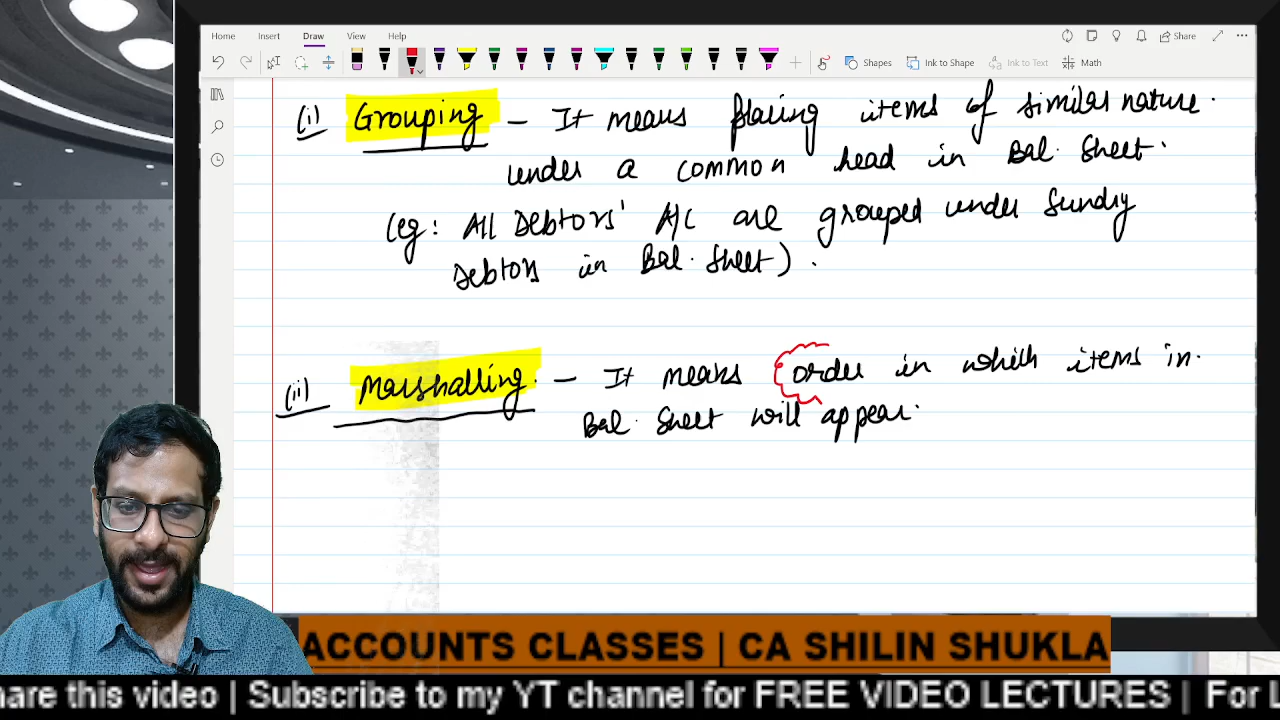 Home Insert Draw View Help
Share
Shapes Ink to Shape Ink to Text Math
(i) Grouping - It means placing items of similar nature.
under a common head in Bal. Sheet.
(eg: All Debtors' A/C are grouped under Sundry
Debtors in Bal. Sheet).
(ii) Marshalling. - It means order in which items in.
Bal. Sheet will appear.
ACCOUNTS CLASSES | CA SHILIN SHUKLA
hare this video | Subscribe to my YT channel for FREE VIDEO LECTURES | For L